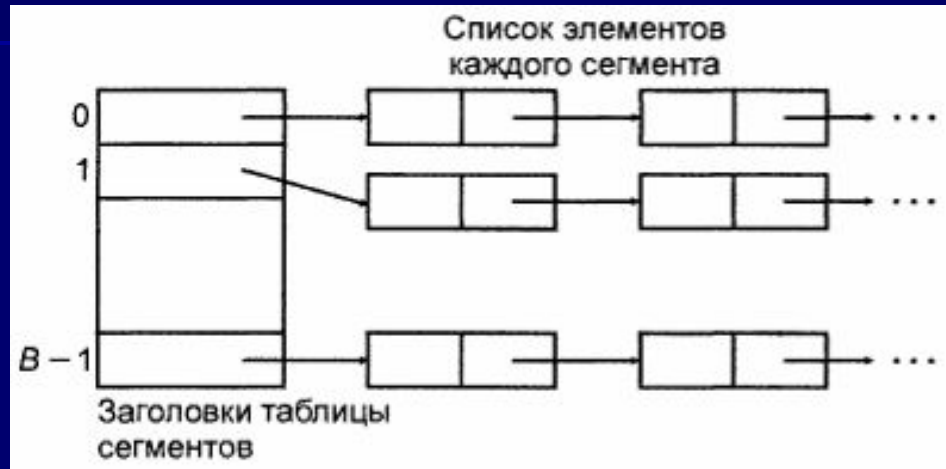 Список элементов
каждого сегмента
0
...
1
...
B – 1
...
Заголовки таблицы
сегментов